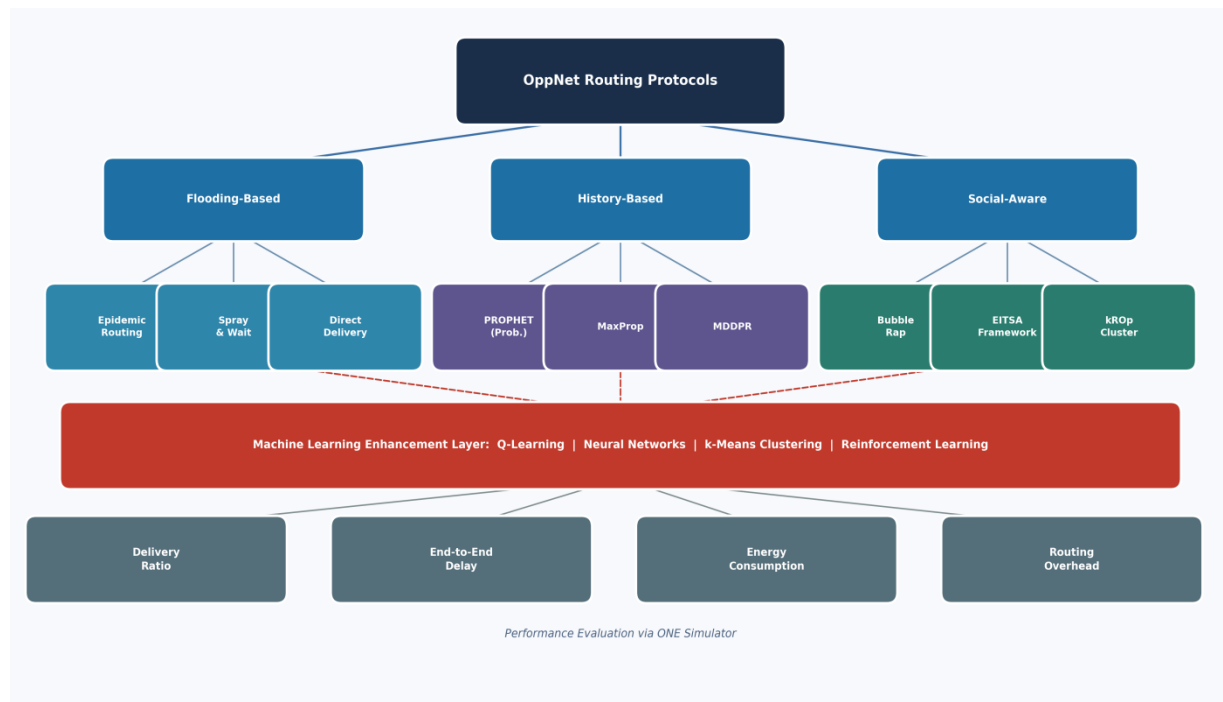 OppNet Routing Protocols
Flooding-Based
History-Based
Social-Aware
Epidemic
Routing
Spray
& Wait
Direct
Delivery
PROPHET
(Prob.)
MaxProp
MDDPR
Bubble
Rap
EITSA
Framework
kROp
Cluster
Machine Learning Enhancement Layer:  Q-Learning  |  Neural Networks  |  k-Means Clustering  |  Reinforcement Learning
Delivery
Ratio
End-to-End
Delay
Energy
Consumption
Routing
Overhead
Performance Evaluation via ONE Simulator